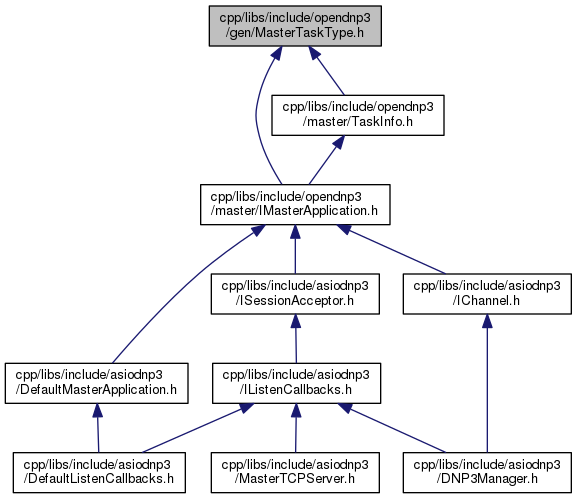 cpp/libs/include/opendnp3
/gen/MasterTaskType.h
cpp/libs/include/opendnp3
/master/TaskInfo.h
cpp/libs/include/opendnp3
/master/IMasterApplication.h
cpp/libs/include/asiodnp3
/ISessionAcceptor.h
cpp/libs/include/asiodnp3
/IChannel.h
cpp/libs/include/asiodnp3
/DefaultMasterApplication.h
cpp/libs/include/asiodnp3
/IListenCallbacks.h
cpp/libs/include/asiodnp3
/DefaultListenCallbacks.h
cpp/libs/include/asiodnp3
/MasterTCPServer.h
cpp/libs/include/asiodnp3
/DNP3Manager.h